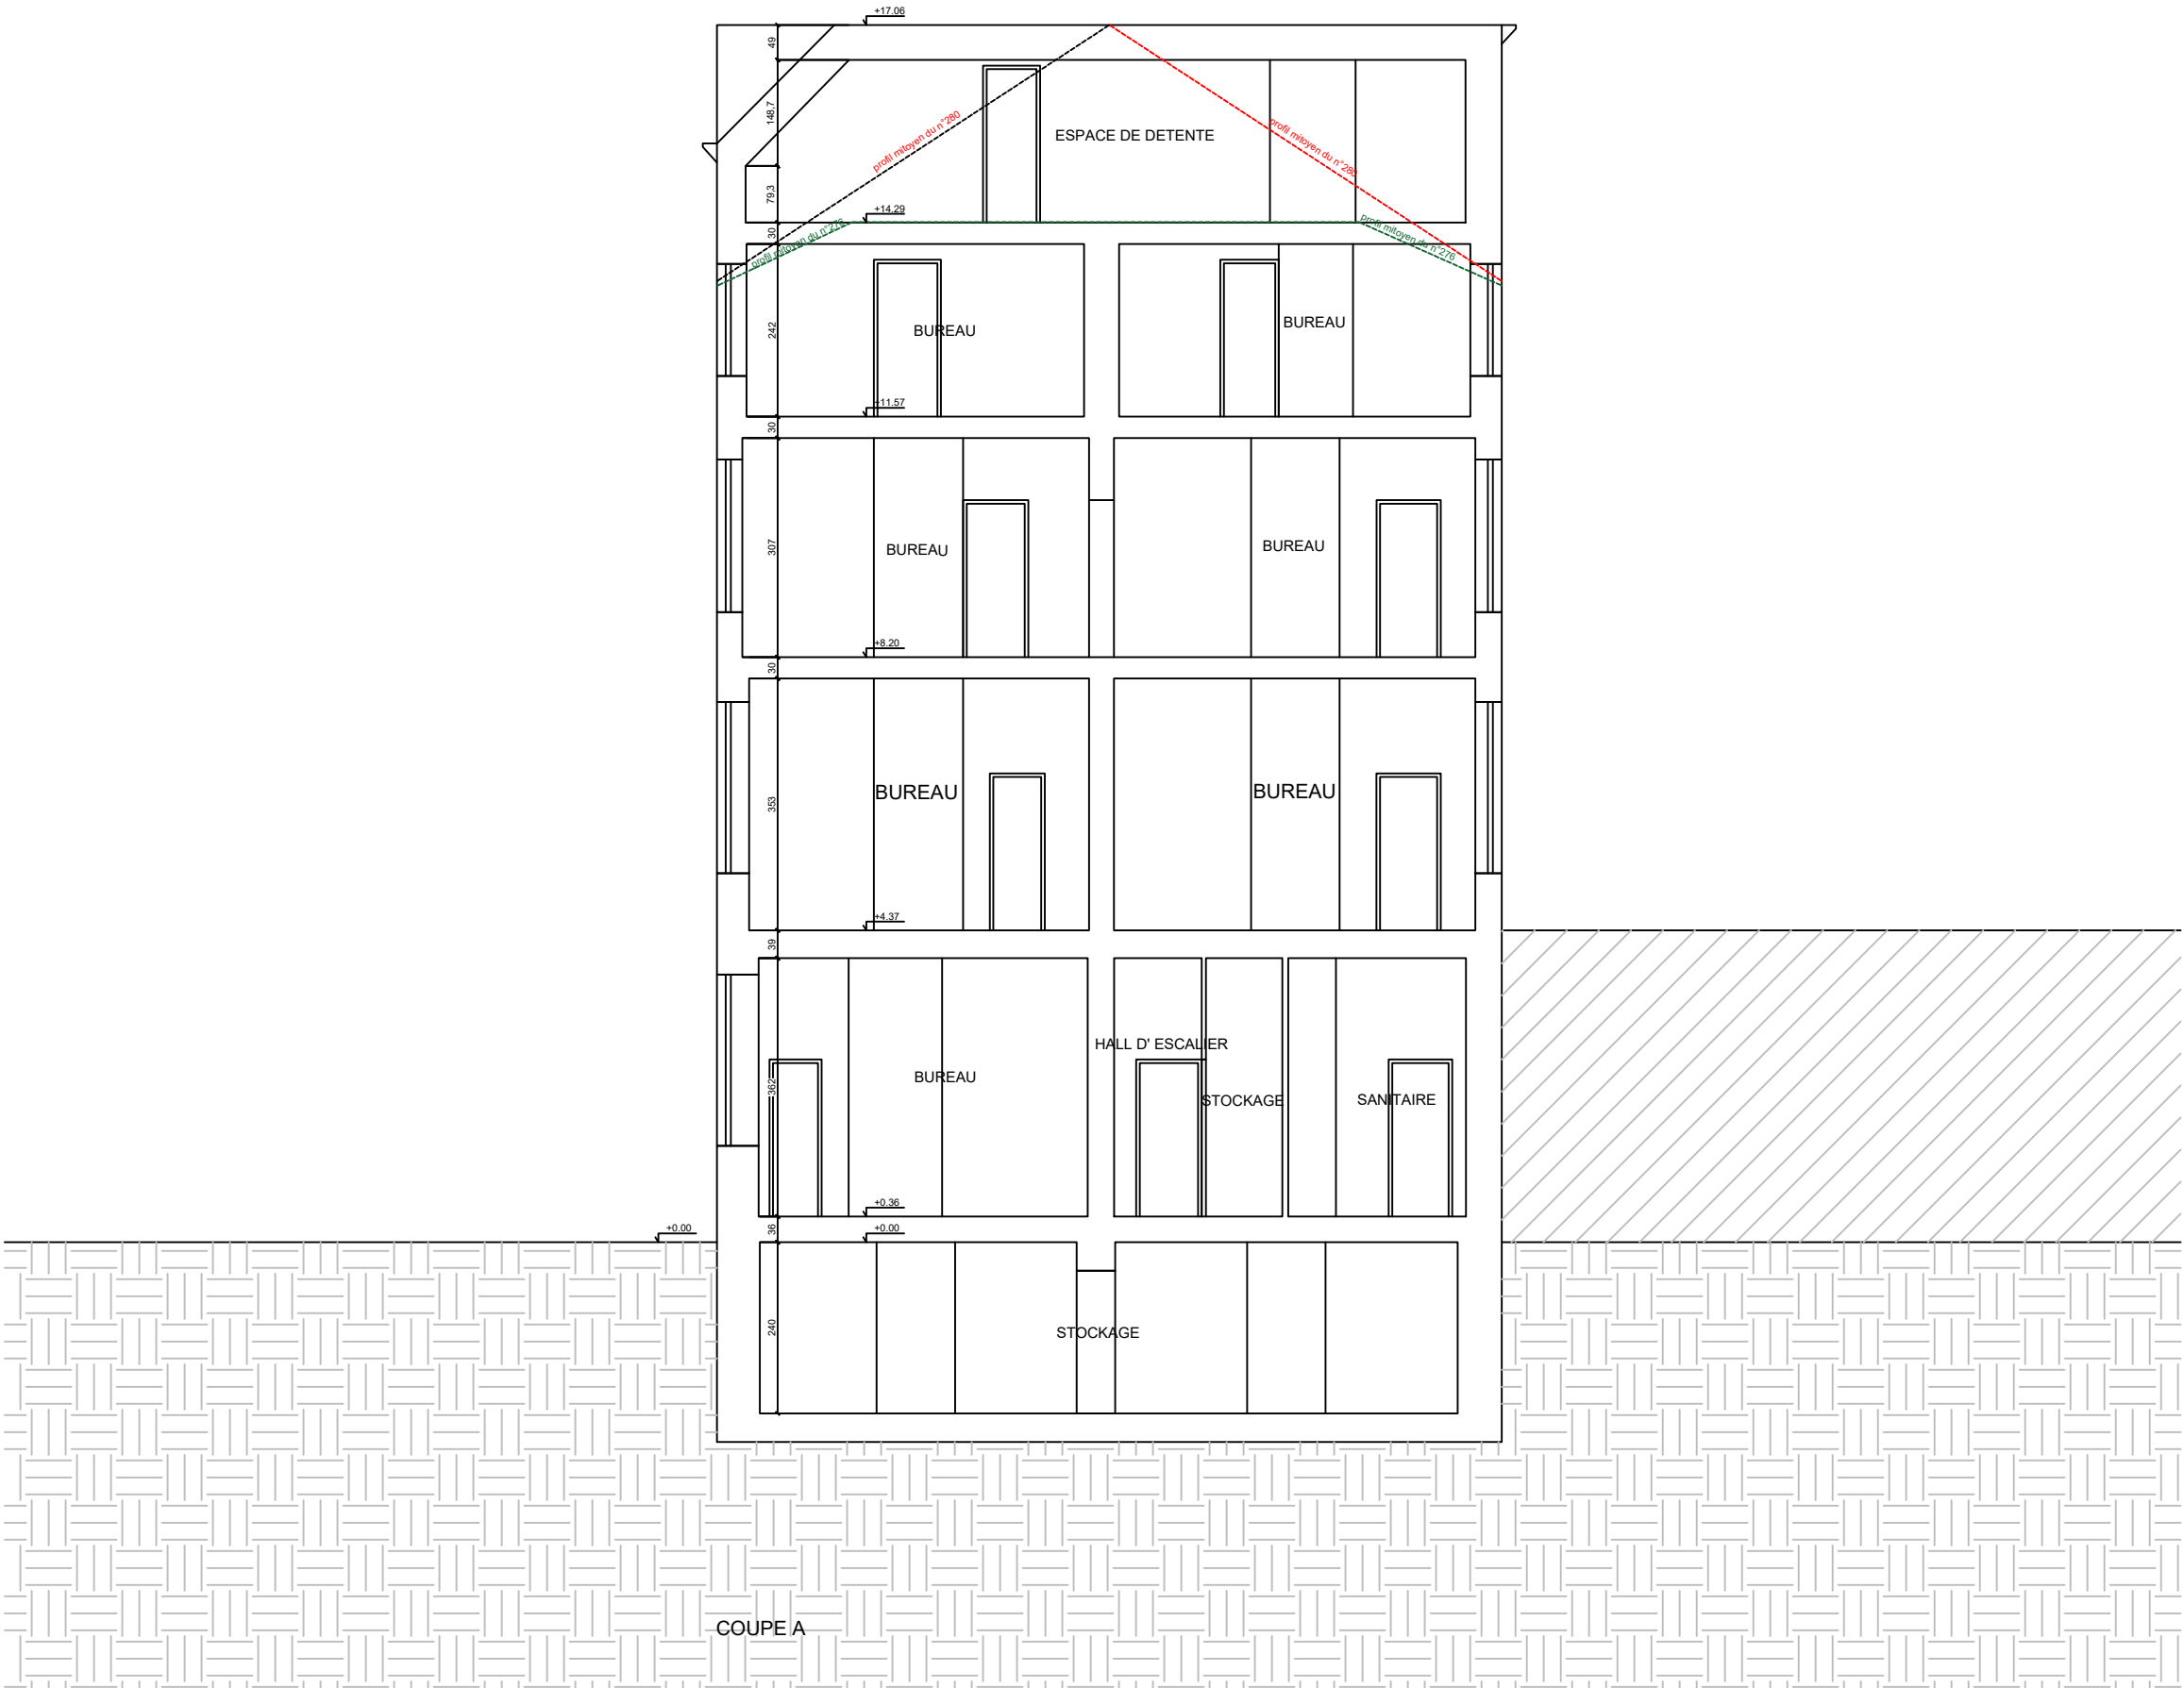 +17.06
49
148.7
ESPACE DE DETENTE
profil mitoyen du n°280
profil mitoyen du n°280
79.3
+14.29
30
profil mitoyen du n°276
profil mitoyen du n°276
242
BUREAU
BUREAU
+11.57
30
307
BUREAU
BUREAU
+8.20
30
353
BUREAU
BUREAU
+4.37
39
362
BUREAU
HALL D' ESCALIER
STOCKAGE
SANITAIRE
+0.36
36
+0.00
+0.00
240
STOCKAGE
COUPE A